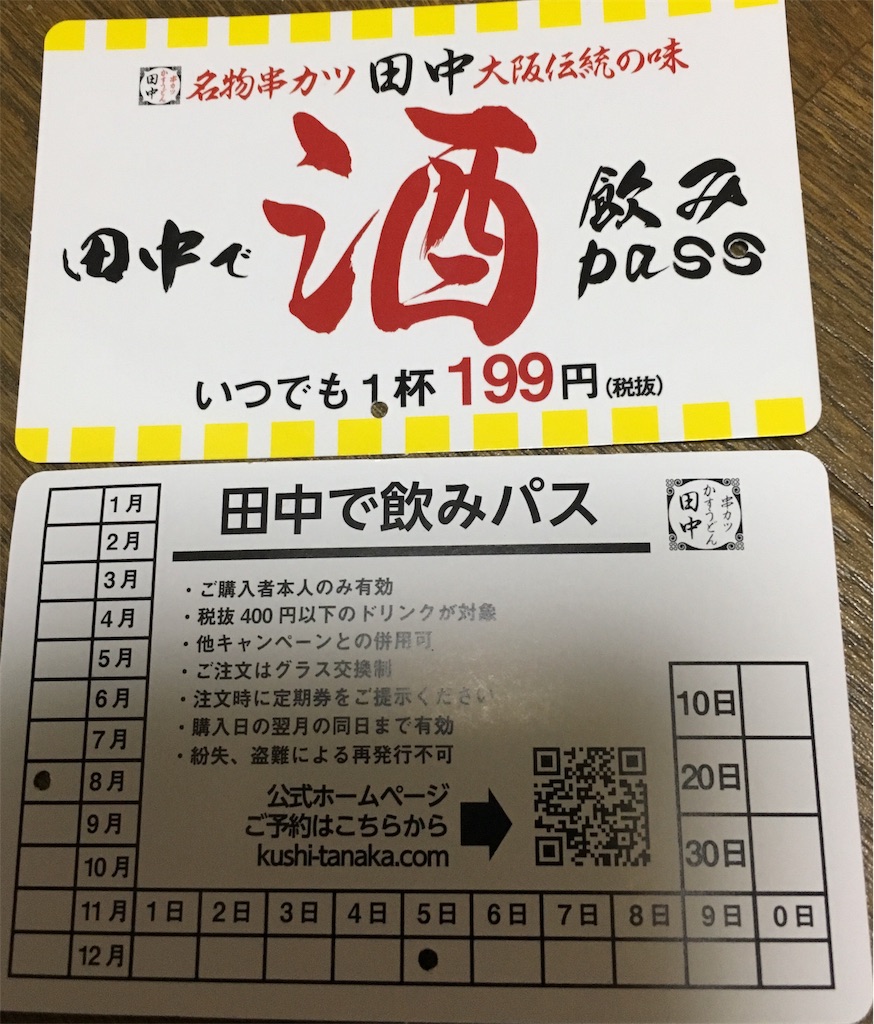 名物串カツ 田中 大阪伝統の味
串カツ
かすうどん
田中
田中で 酒 飲み
pass
いつでも1杯 199円(税抜)
田中で飲みパス
串カツ
かすうどん
田中
1月
2月
3月
4月
5月
6月
7月
8月
9月
10月
11月
12月
・ご購入者本人のみ有効
・税抜400円以下のドリンクが対象
・他キャンペーンとの併用可
・ご注文はグラス交換制
・注文時に定期券をご提示ください
・購入日の翌月の同日まで有効
・紛失、盗難による再発行不可
公式ホームページ
ご予約はこちらから
kushi-tanaka.com
10日
20日
30日
1日 2日 3日 4日 5日 6日 7日 8日 9日 0日